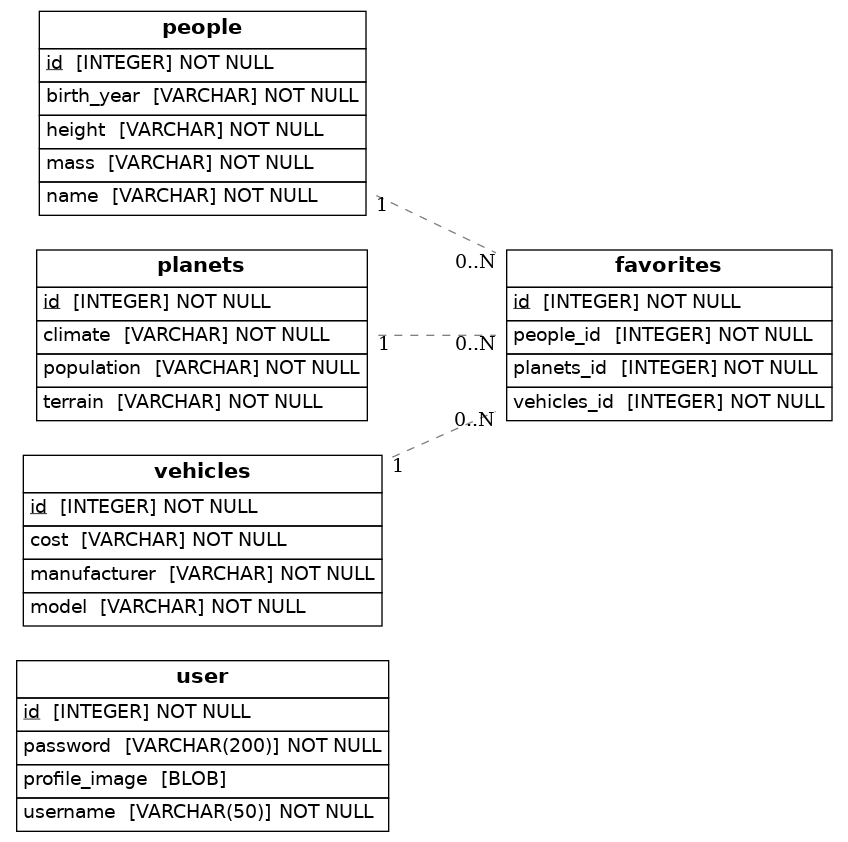 people
id [INTEGER] NOT NULL
birth_year [VARCHAR] NOT NULL
height [VARCHAR] NOT NULL
mass [VARCHAR] NOT NULL
name [VARCHAR] NOT NULL
1
0..N
planets
id [INTEGER] NOT NULL
climate [VARCHAR] NOT NULL
population [VARCHAR] NOT NULL
terrain [VARCHAR] NOT NULL
1
0..N
favorites
id [INTEGER] NOT NULL
people_id [INTEGER] NOT NULL
planets_id [INTEGER] NOT NULL
vehicles_id [INTEGER] NOT NULL
0..N
1
vehicles
id [INTEGER] NOT NULL
cost [VARCHAR] NOT NULL
manufacturer [VARCHAR] NOT NULL
model [VARCHAR] NOT NULL
user
id [INTEGER] NOT NULL
password [VARCHAR(200)] NOT NULL
profile_image [BLOB]
username [VARCHAR(50)] NOT NULL